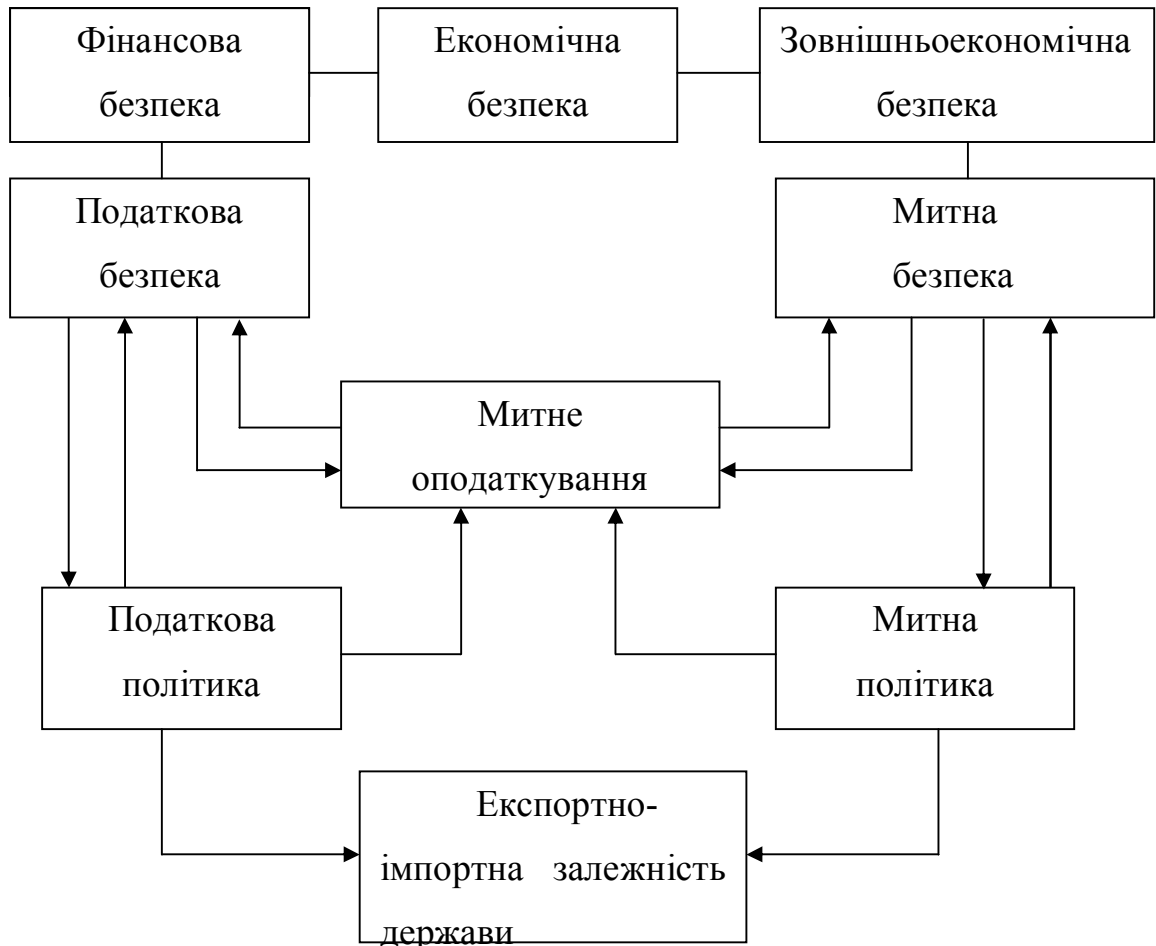 Фінансова
безпека
Економічна
безпека
Зовнішньоекономічна
безпека
Податкова
безпека
Митна
безпека
Митне
оподаткування
Податкова
політика
Митна
політика
Експортно-
імпортна залежність
держави